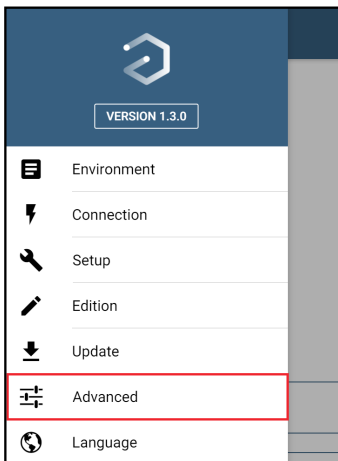 VERSION 1.3.0
Environment
Connection
Setup
Edition
Update
Advanced
Language